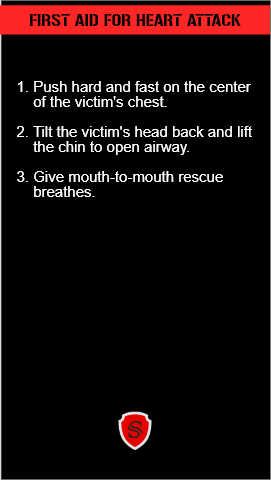 FIRST AID FOR HEART ATTACK
1. Push hard and fast on the center
of the victim's chest.
2. Tilt the victim's head back and lift
the chin to open airway.
3. Give mouth-to-mouth rescue
breathes.
S